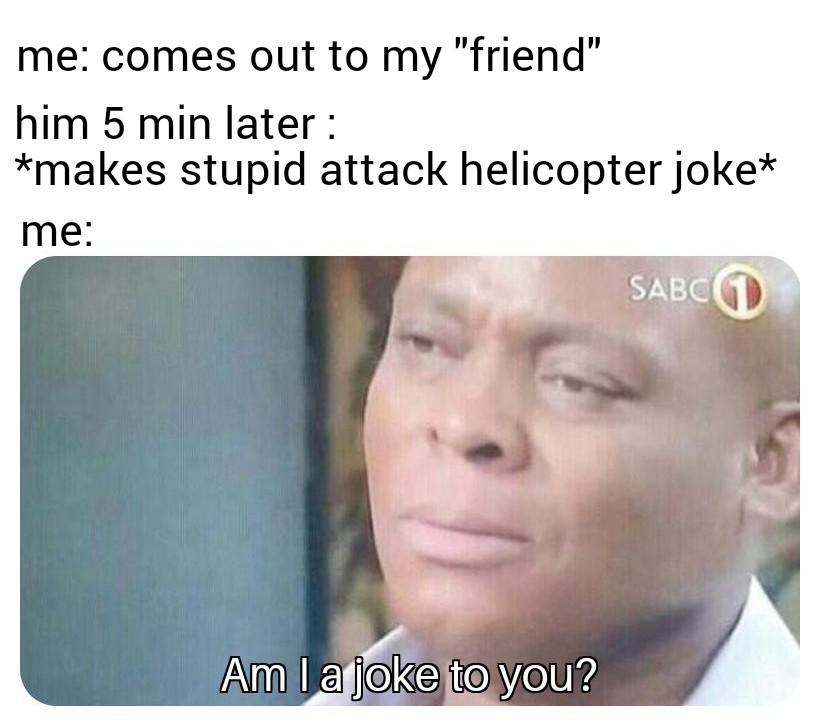 me: comes out to my "friend"
him 5 min later :
*makes stupid attack helicopter joke*
me:
SABC 1
Am I a joke to you?